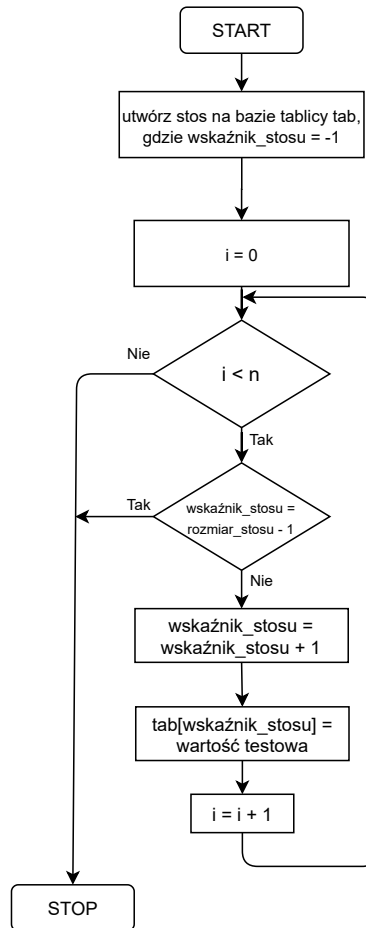 START
utwórz stos na bazie tablicy tab,
gdzie wskaźnik_stosu = -1
i = 0
i < n
Nie
Tak
wskaźnik_stosu =
rozmiar_stosu - 1
Tak
Nie
wskaźnik_stosu =
wskaźnik_stosu + 1
tab[wskaźnik_stosu] =
wartość testowa
i = i + 1
STOP